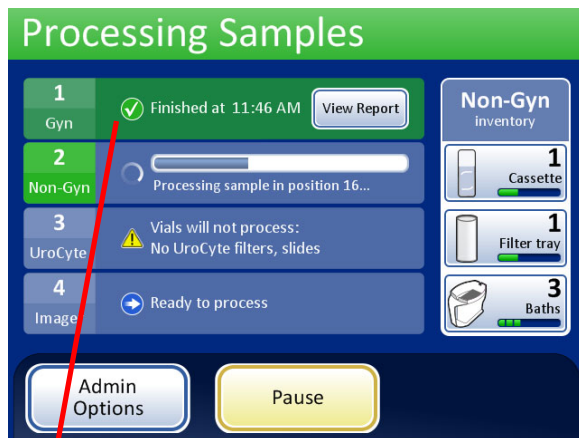 Processing Samples
1
Gyn
Finished at 11:46 AM
View Report
2
Non-Gyn
Processing sample in position 16...
3
UroCyte
Vials will not process:
No UroCyte filters, slides
4
Image
Ready to process
Non-Gyn
inventory
1
Cassette
1
Filter tray
3
Baths
Admin
Options
Pause